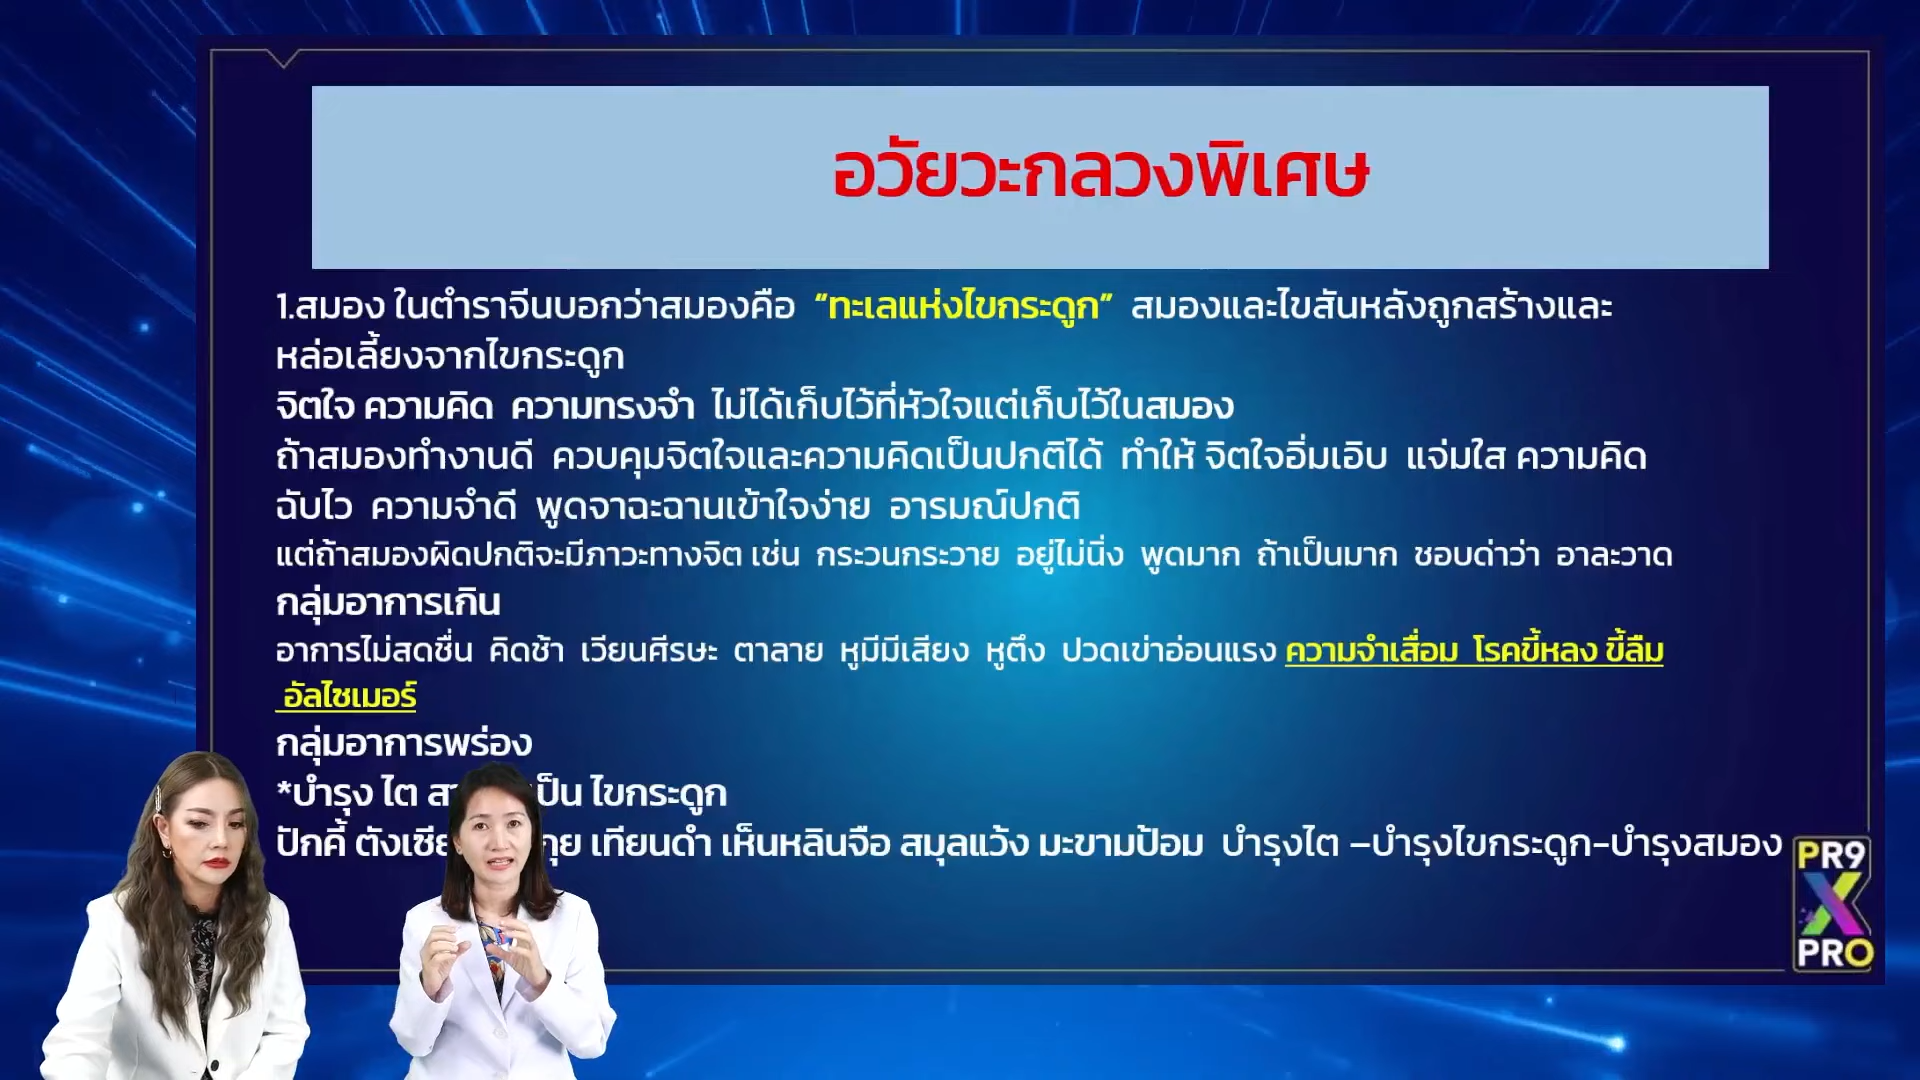 อวัยวะกลวงพิเศษ
1.สมอง ในตำราจีนบอกว่าสมองคือ “ทะเลแห่งไขกระดูก” สมองและไขสันหลังถูกสร้างและ
หล่อเลี้ยงจากไขกระดูก
จิตใจ ความคิด ความทรงจำ ไม่ได้เก็บไว้ที่หัวใจแต่เก็บไว้ในสมอง
ถ้าสมองทำงานดี ควบคุมจิตใจและความคิดเป็นปกติได้ ทำให้ จิตใจอิ่มเอิบ แจ่มใส ความคิด
ฉับไว ความจำดี พูดจาฉะฉานเข้าใจง่าย อารมณ์ปกติ
แต่ถ้าสมองผิดปกติจะมีภาวะทางจิต เช่น กระวนกระวาย อยู่ไม่นิ่ง พูดมาก ถ้าเป็นมาก ชอบด่าว่า อาละวาด
กลุ่มอาการเกิน
อาการไม่สดชื่น คิดช้า เวียนศีรษะ ตาลาย หูมีมีเสียง หูตึง ปวดเข่าอ่อนแรง ความจำเสื่อม โรคขี้หลง ขี้ลืม
อัลไซเมอร์
กลุ่มอาการพร่อง
*บำรุง ไต เป็น ไขกระดูก
ปักคี้ เทียนดำ เห็นหลินจือ สมุลแว้ง มะขามป้อม บำรุงไต –บำรุงไขกระดูก-บำรุงสมอง
PR9
X
PRO